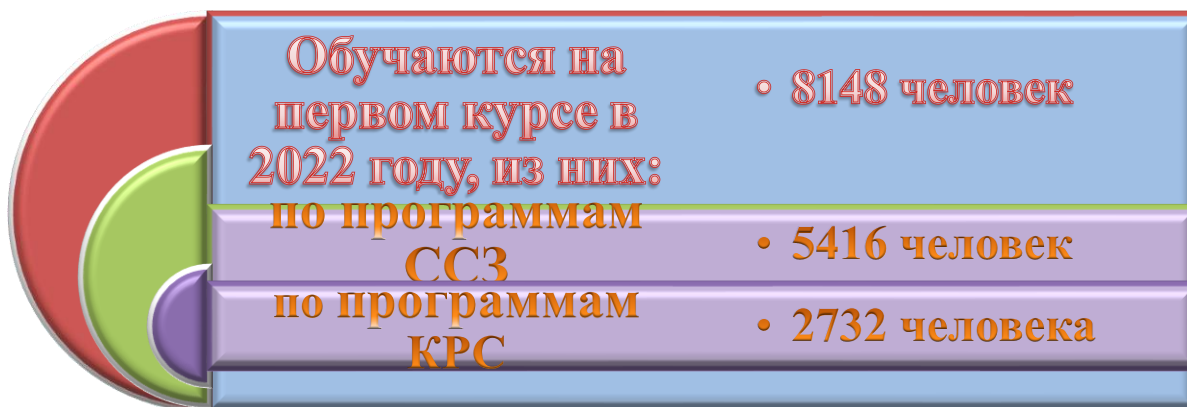 Обучаются на
первом курсе в
2022 году, из них:
• 8148 человек
по программам
ССЗ
• 5416 человек
по программам
КРС
• 2732 человека